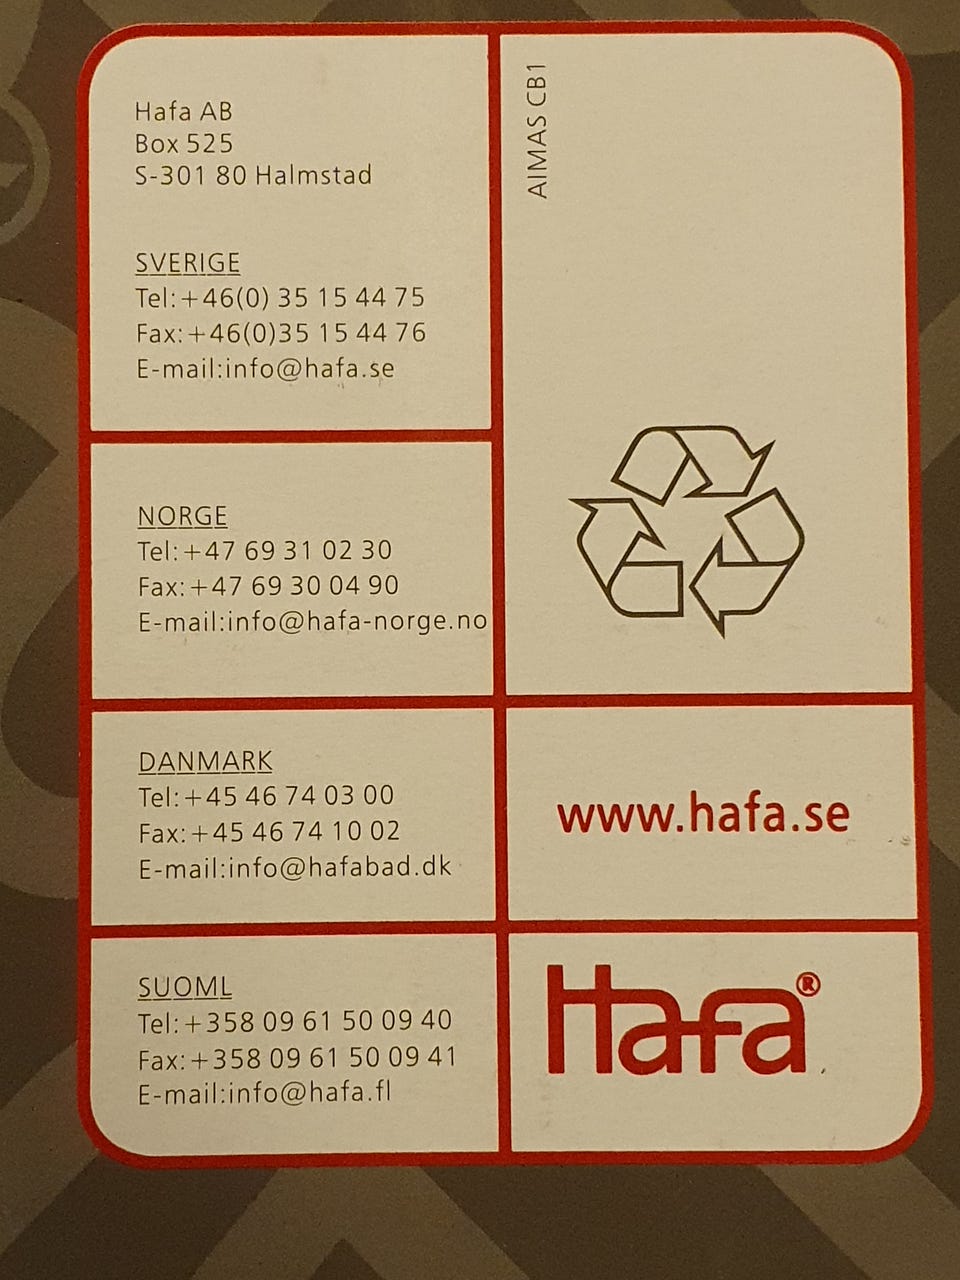 Hafa AB
Box 525
S-301 80 Halmstad
SVERIGE
Tel:+46(0) 35 15 44 75
Fax:+46(0)35 15 44 76
E-mail:info@hafa.se
NORGE
Tel:+47 69 31 02 30
Fax:+47 69 30 04 90
E-mail:info@hafa-norge.no
DANMARK
Tel:+45 46 74 03 00
Fax:+45 46 74 10 02
E-mail:info@hafabad.dk
SUOML
Tel:+358 09 61 50 09 40
Fax:+358 09 61 50 09 41
E-mail:info@hafa.fl
AIMAS CB1
www.hafa.se
Hafa®